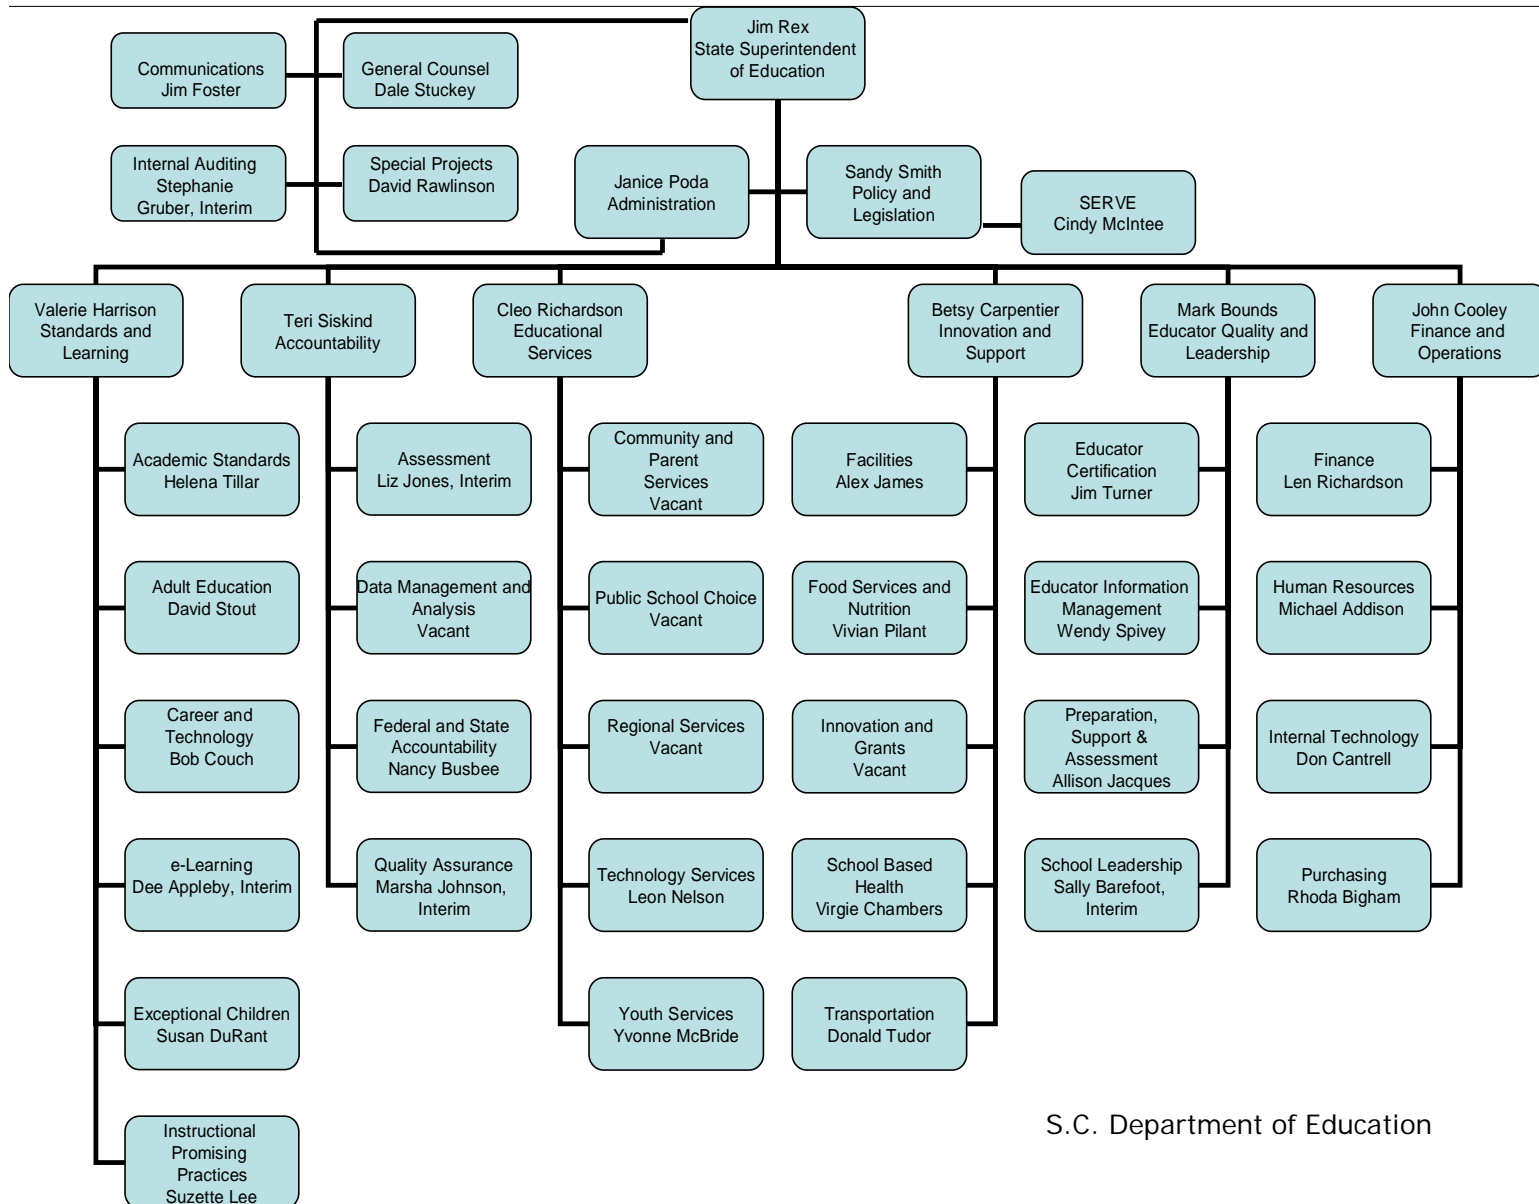 Jim Rex
State Superintendent
of Education
Communications
Jim Foster
General Counsel
Dale Stuckey
Internal Auditing
Stephanie
Gruber, Interim
Special Projects
David Rawlinson
Janice Poda
Administration
Sandy Smith
Policy and
Legislation
SERVE
Cindy McIntee
Valerie Harrison
Standards and
Learning
Teri Siskind
Accountability
Cleo Richardson
Educational
Services
Betsy Carpentier
Innovation and
Support
Mark Bounds
Educator Quality and
Leadership
John Cooley
Finance and
Operations
Academic Standards
Helena Tillar
Assessment
Liz Jones, Interim
Community and
Parent
Services
Vacant
Facilities
Alex James
Educator
Certification
Jim Turner
Finance
Len Richardson
Adult Education
David Stout
Data Management and
Analysis
Vacant
Public School Choice
Vacant
Food Services and
Nutrition
Vivian Pilant
Educator Information
Management
Wendy Spivey
Human Resources
Michael Addison
Career and
Technology
Bob Couch
Federal and State
Accountability
Nancy Busbee
Regional Services
Vacant
Innovation and
Grants
Vacant
Preparation,
Support &
Assessment
Allison Jacques
Internal Technology
Don Cantrell
e-Learning
Dee Appleby, Interim
Quality Assurance
Marsha Johnson,
Interim
Technology Services
Leon Nelson
School Based
Health
Virgie Chambers
School Leadership
Sally Barefoot,
Interim
Purchasing
Rhoda Bigham
Exceptional Children
Susan DuRant
Youth Services
Yvonne McBride
Transportation
Donald Tudor
Instructional
Promising
Practices
Suzette Lee
S.C. Department of Education